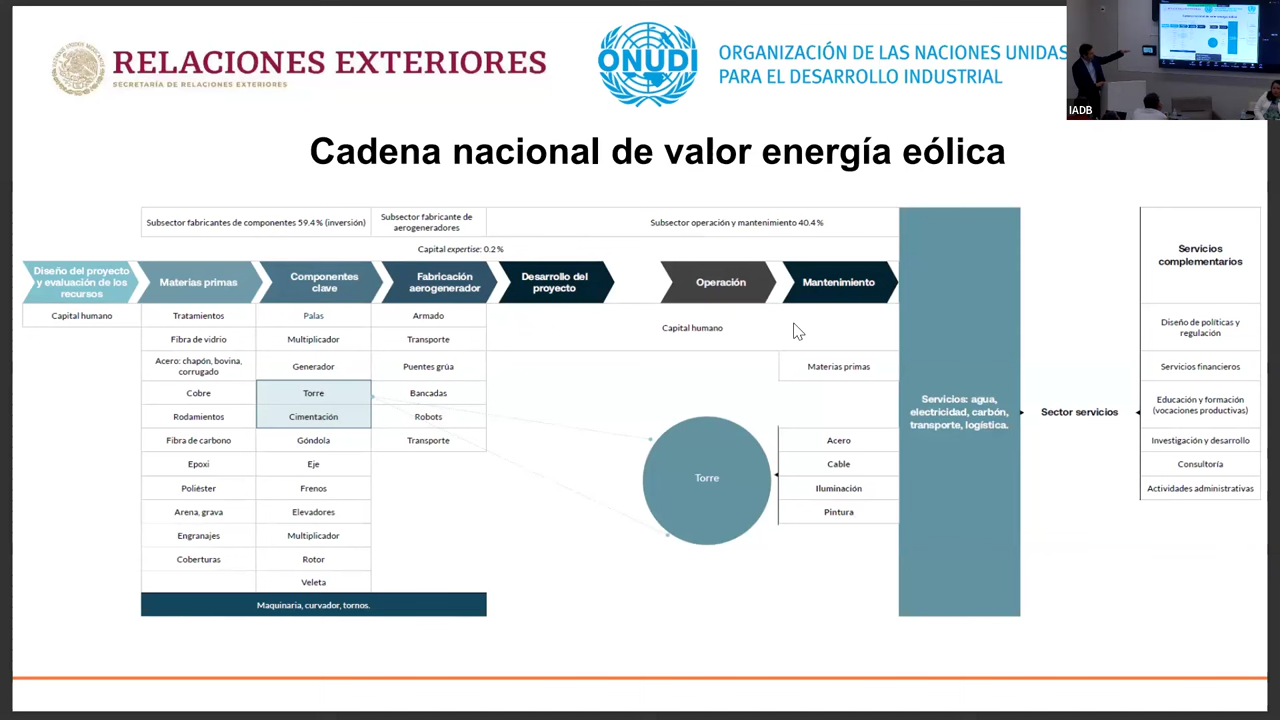 RELACIONES EXTERIORES
SECRETARÍA DE RELACIONES EXTERIORES
ONUDI
ORGANIZACIÓN DE LAS NACIONES UNIDAS
PARA EL DESARROLLO INDUSTRIAL
IADB
Cadena nacional de valor energía eólica
Subsector fabricantes de componentes 59.4% (inversión)
Subsector fabricante de
aerogeneradores
Subsector operación y mantenimiento 40.4%
Capital expertise: 0.2%
Diseño del proyecto
y evaluación de los
recursos
Materias primas
Componentes
clave
Fabricación
aerogenerador
Desarrollo del
proyecto
Operación
Mantenimiento
Capital humano
Tratamientos
Fibra de vidrio
Acero: chapón, bovina,
corrugado
Cobre
Rodamientos
Fibra de carbono
Epoxi
Poliéster
Arena, grava
Engranajes
Coberturas
Palas
Multiplicador
Generador
Torre
Cimentación
Góndola
Eje
Frenos
Elevadores
Multiplicador
Rotor
Veleta
Armado
Transporte
Puentes grúa
Bancadas
Robots
Transporte
Maquinaria, curvador, tornos.
Capital humano
Materias primas
Torre
Acero
Cable
Iluminación
Pintura
Servicios: agua,
electricidad, carbón,
transporte, logística.
Sector servicios
Servicios
complementarios
Diseño de políticas y
regulación
Servicios financieros
Educación y formación
(vocaciones productivas)
Investigación y desarrollo
Consultoría
Actividades administrativas